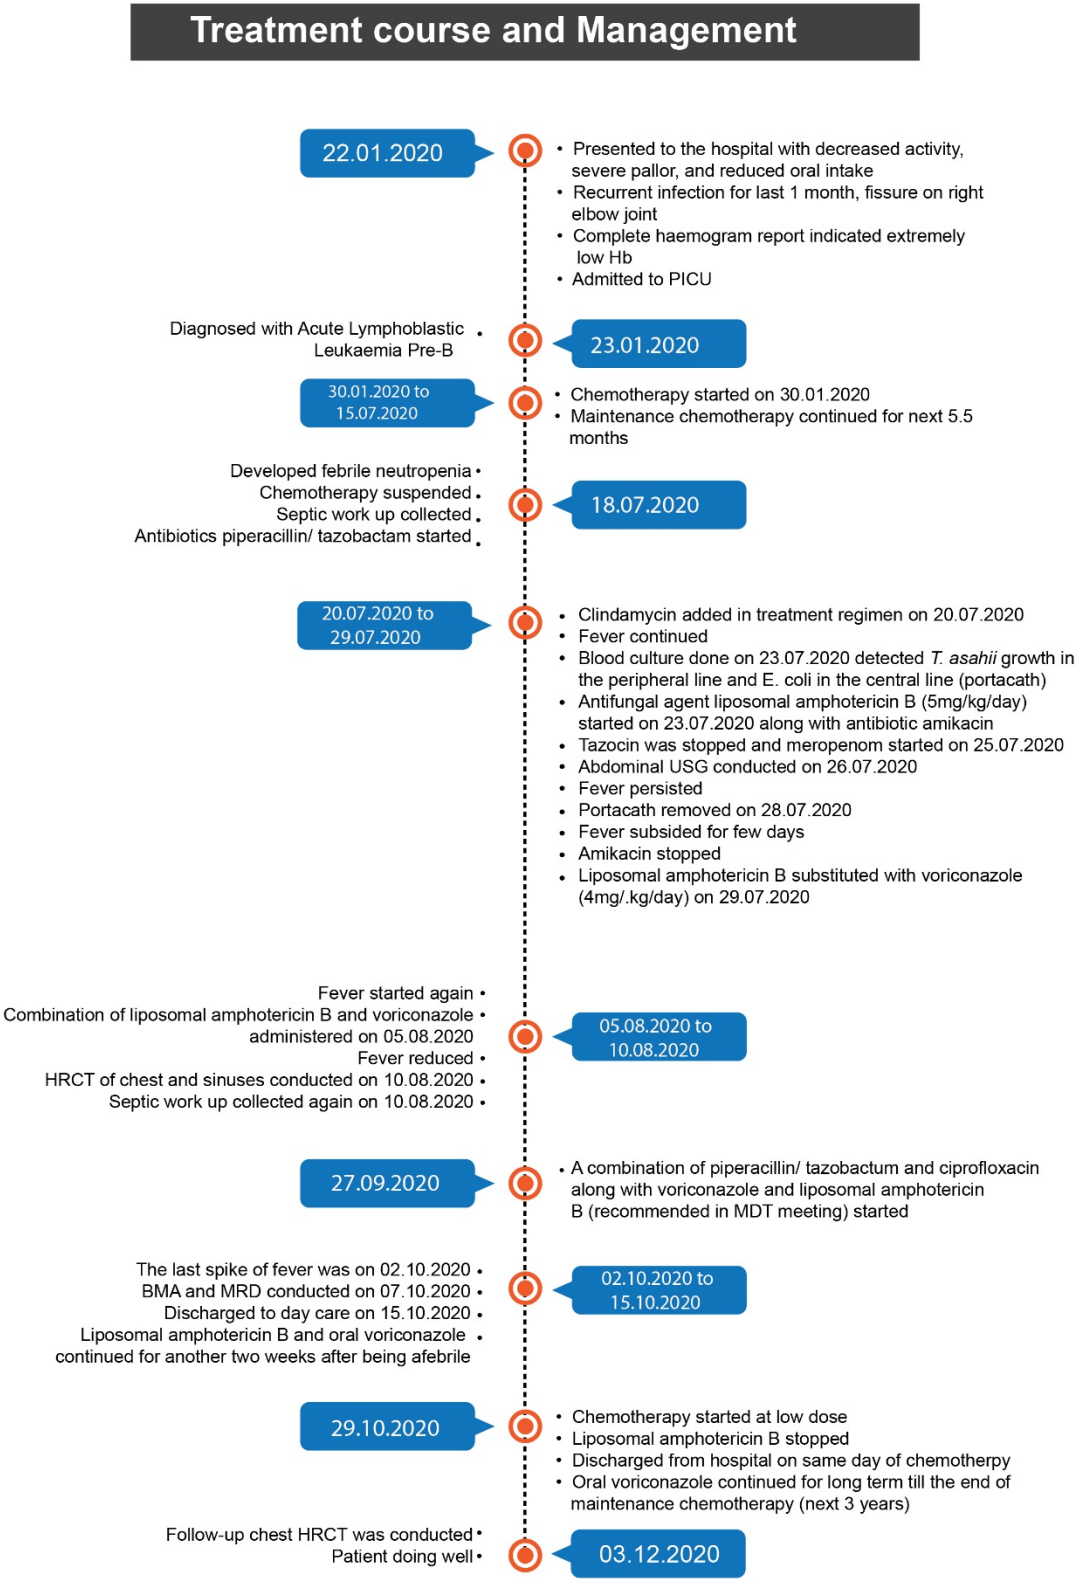 Treatment course and Management
22.01.2020
• Presented to the hospital with decreased activity,
severe pallor, and reduced oral intake
• Recurrent infection for last 1 month, fissure on right
elbow joint
• Complete haemogram report indicated extremely
low Hb
• Admitted to PICU
Diagnosed with Acute Lymphoblastic •
Leukaemia Pre-B
23.01.2020
30.01.2020 to
15.07.2020
• Chemotherapy started on 30.01.2020
• Maintenance chemotherapy continued for next 5.5
months
Developed febrile neutropenia •
Chemotherapy suspended •
Septic work up collected •
Antibiotics piperacillin/ tazobactam started •
18.07.2020
20.07.2020 to
29.07.2020
• Clindamycin added in treatment regimen on 20.07.2020
• Fever continued
• Blood culture done on 23.07.2020 detected T. asahii growth in
the peripheral line and E. coli in the central line (portacath)
• Antifungal agent liposomal amphotericin B (5mg/kg/day)
started on 23.07.2020 along with antibiotic amikacin
• Tazocin was stopped and meropenom started on 25.07.2020
• Abdominal USG conducted on 26.07.2020
• Fever persisted
• Portacath removed on 28.07.2020
• Fever subsided for few days
• Amikacin stopped
• Liposomal amphotericin B substituted with voriconazole
(4mg/.kg/day) on 29.07.2020
Fever started again •
Combination of liposomal amphotericin B and voriconazole •
administered on 05.08.2020
Fever reduced •
HRCT of chest and sinuses conducted on 10.08.2020 •
Septic work up collected again on 10.08.2020 •
05.08.2020 to
10.08.2020
27.09.2020
• A combination of piperacillin/ tazobactum and ciprofloxacin
along with voriconazole and liposomal amphotericin
B (recommended in MDT meeting) started
The last spike of fever was on 02.10.2020 •
BMA and MRD conducted on 07.10.2020 •
Discharged to day care on 15.10.2020 •
Liposomal amphotericin B and oral voriconazole •
continued for another two weeks after being afebrile
02.10.2020 to
15.10.2020
29.10.2020
• Chemotherapy started at low dose
• Liposomal amphotericin B stopped
• Discharged from hospital on same day of chemotherpy
• Oral voriconazole continued for long term till the end of
maintenance chemotherapy (next 3 years)
Follow-up chest HRCT was conducted •
Patient doing well •
03.12.2020